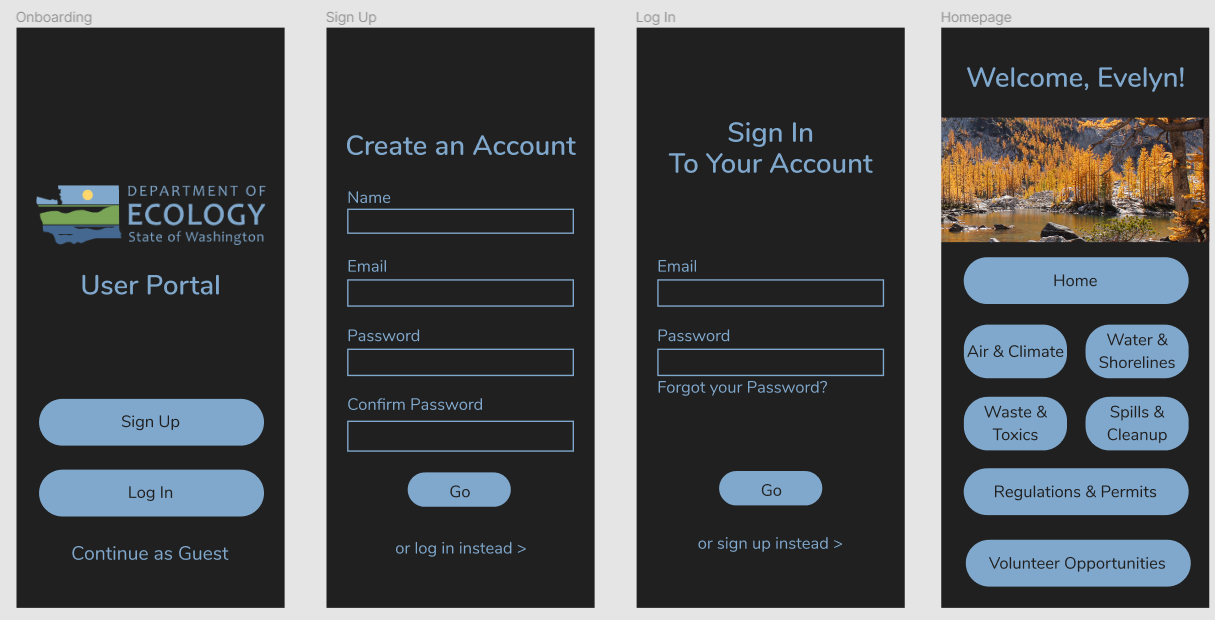 Onboarding
DEPARTMENT OF
ECOLOGY
State of Washington
User Portal
Sign Up
Log In
Continue as Guest
Sign Up
Create an Account
Name
Email
Password
Confirm Password
Go
or log in instead >
Log In
Sign In
To Your Account
Email
Password
Forgot your Password?
Go
or sign up instead >
Homepage
Welcome, Evelyn!
Home
Air & Climate
Water &
Shorelines
Waste &
Toxics
Spills &
Cleanup
Regulations & Permits
Volunteer Opportunities